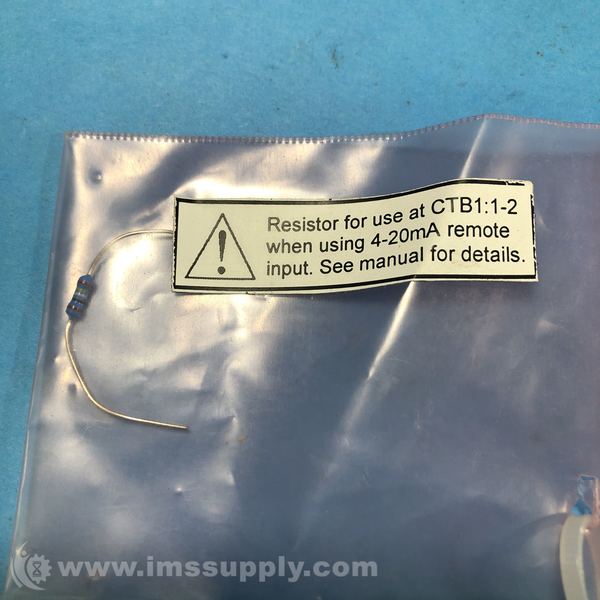 Resistor for use at CTB1:1-2
when using 4-20mA remote
input. See manual for details.
www.imssupply.com